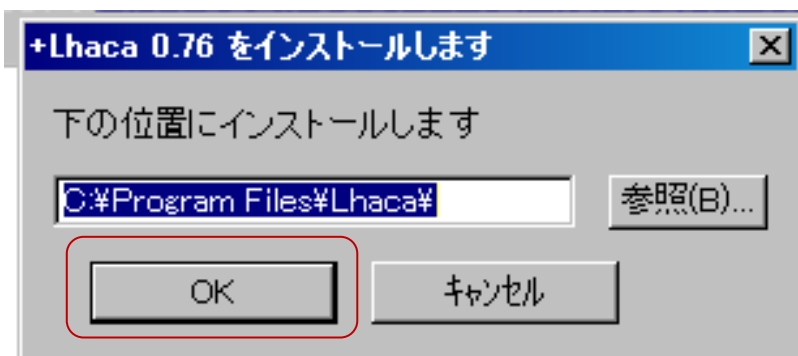 +Lhaca 0.76 をインストールします
下の位置にインストールします
C:¥Program Files¥Lhaca¥
参照(B)...
OK
キャンセル